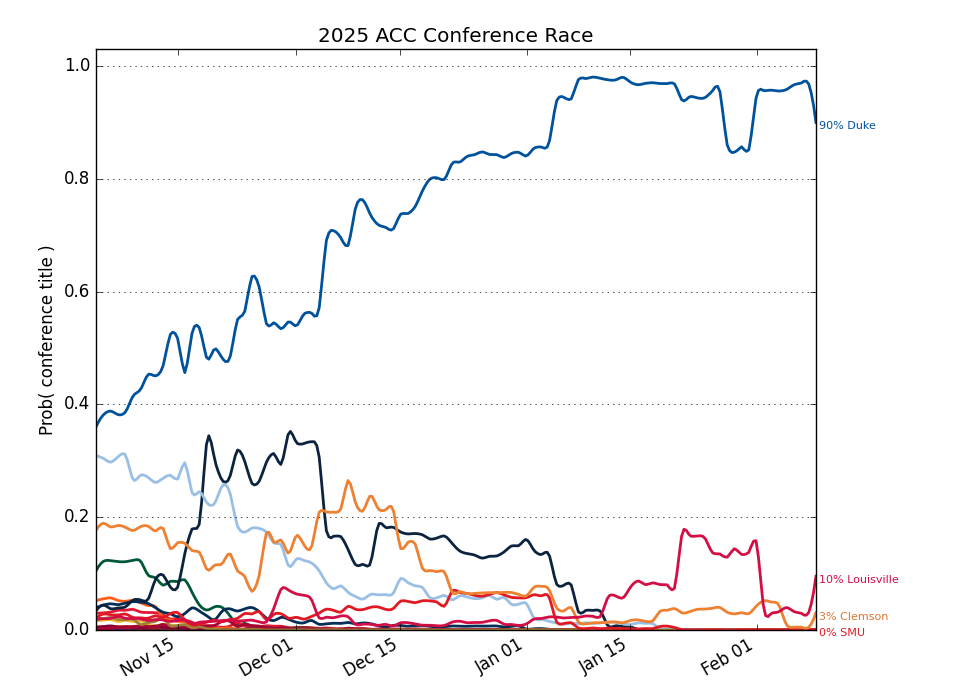 2025 ACC Conference Race
Prob( conference title )
1.0
0.8
0.6
0.4
0.2
0.0
Nov 15
Dec 01
Dec 15
Jan 01
Jan 15
Feb 01
90% Duke
10% Louisville
3% Clemson
0% SMU